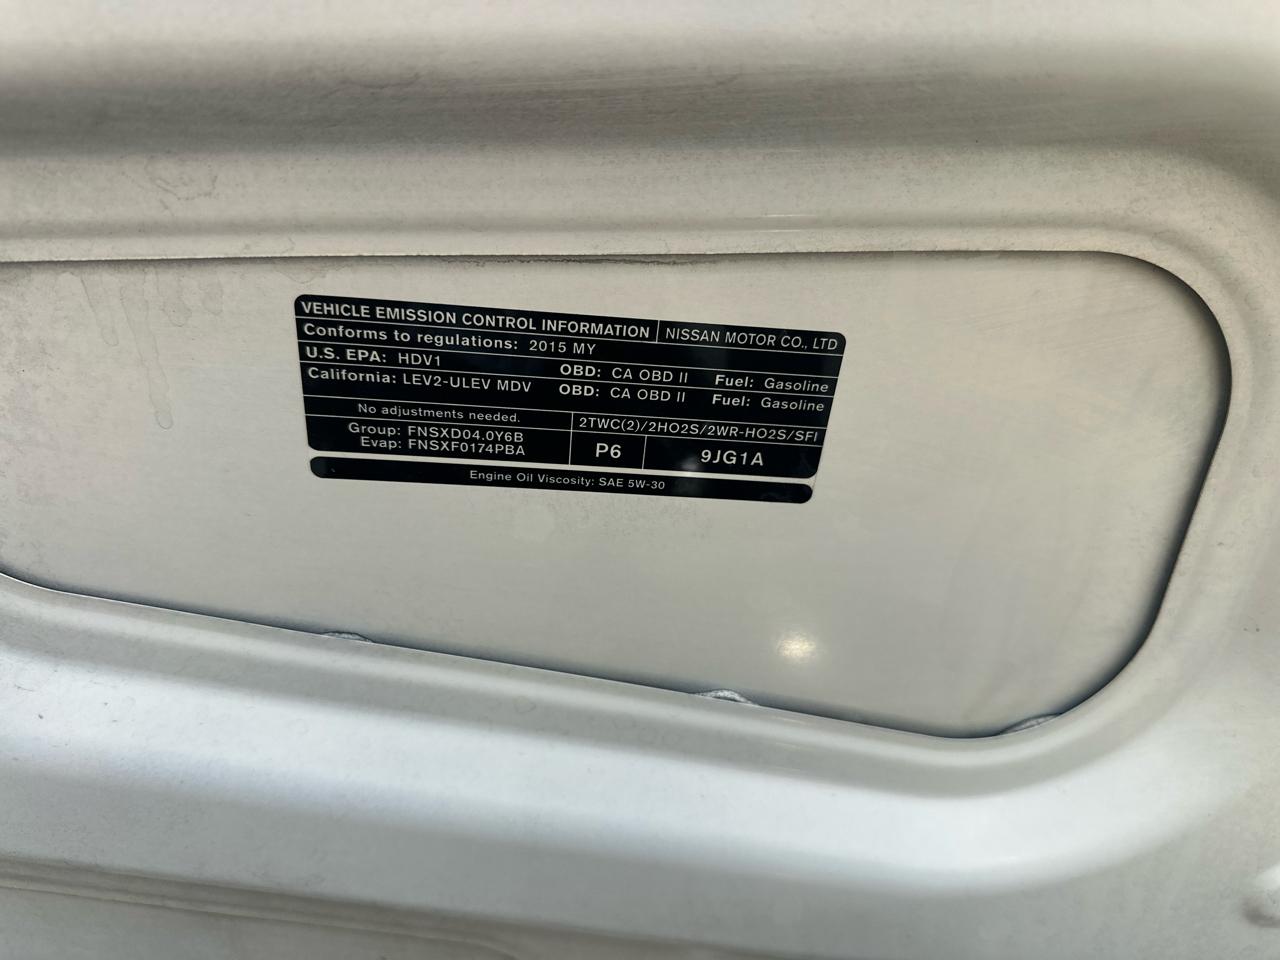 VEHICLE EMISSION CONTROL INFORMATION NISSAN MOTOR CO., LTD
Conforms to regulations: 2015 MY
U.S. EPA: HDV1 OBD: CA OBD II Fuel: Gasoline
California: LEV2-ULEV MDV OBD: CA OBD II Fuel: Gasoline
No adjustments needed. 2TWC(2)/2HO2S/2WR-HO2S/SFI
Group: FNSXD04.0Y6B
Evap: FNSXF0174PBA P6 9JG1A
Engine Oil Viscosity: SAE 5W-30